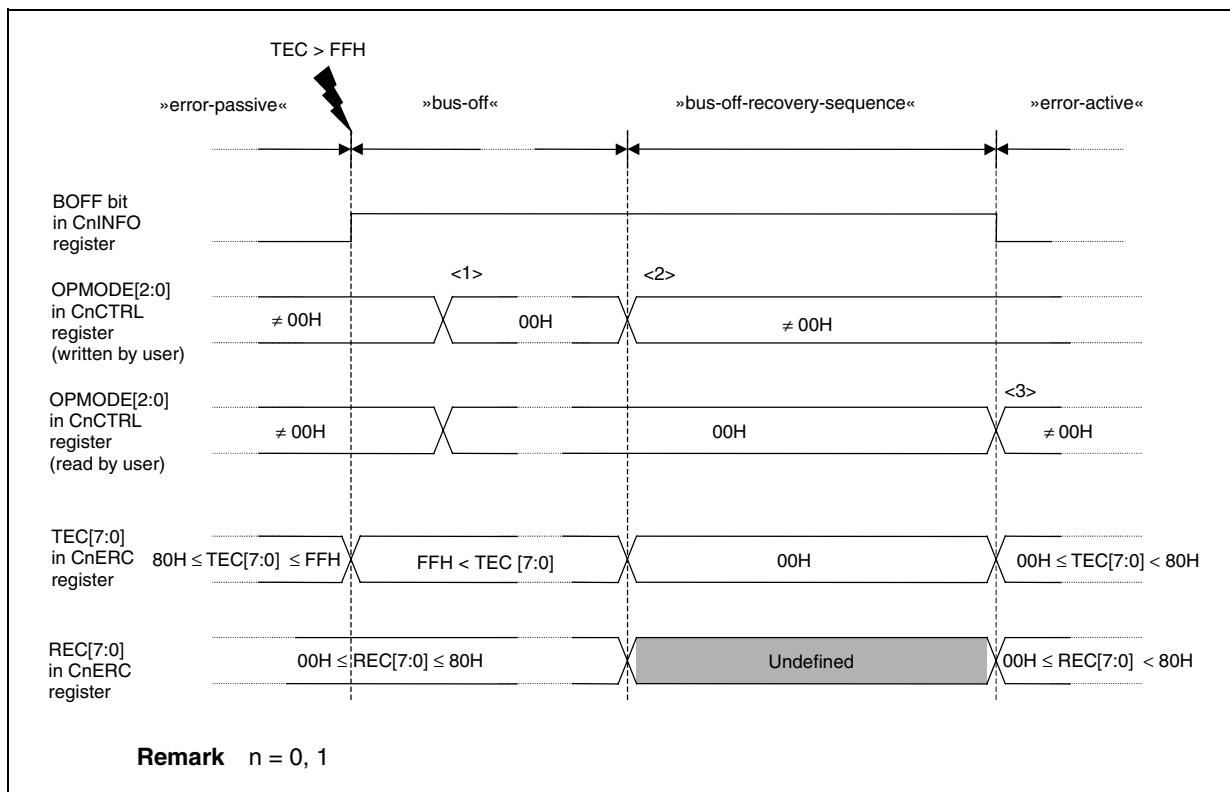 TEC > FFH
»error-passive«
»bus-off«
»bus-off-recovery-sequence«
»error-active«
BOFF bit
in CnINFO
register
<1>
<2>
OPMODE[2:0]
in CnCTRL
register
(written by user)
≠ 00H
00H
≠ 00H
<3>
OPMODE[2:0]
in CnCTRL
register
(read by user)
≠ 00H
00H
≠ 00H
TEC[7:0]
in CnERC
register
80H ≤ TEC[7:0] ≤ FFH
FFH < TEC [7:0]
00H
00H ≤ TEC[7:0] < 80H
REC[7:0]
in CnERC
register
00H ≤ REC[7:0] ≤ 80H
Undefined
00H ≤ REC[7:0] < 80H
Remark n = 0, 1